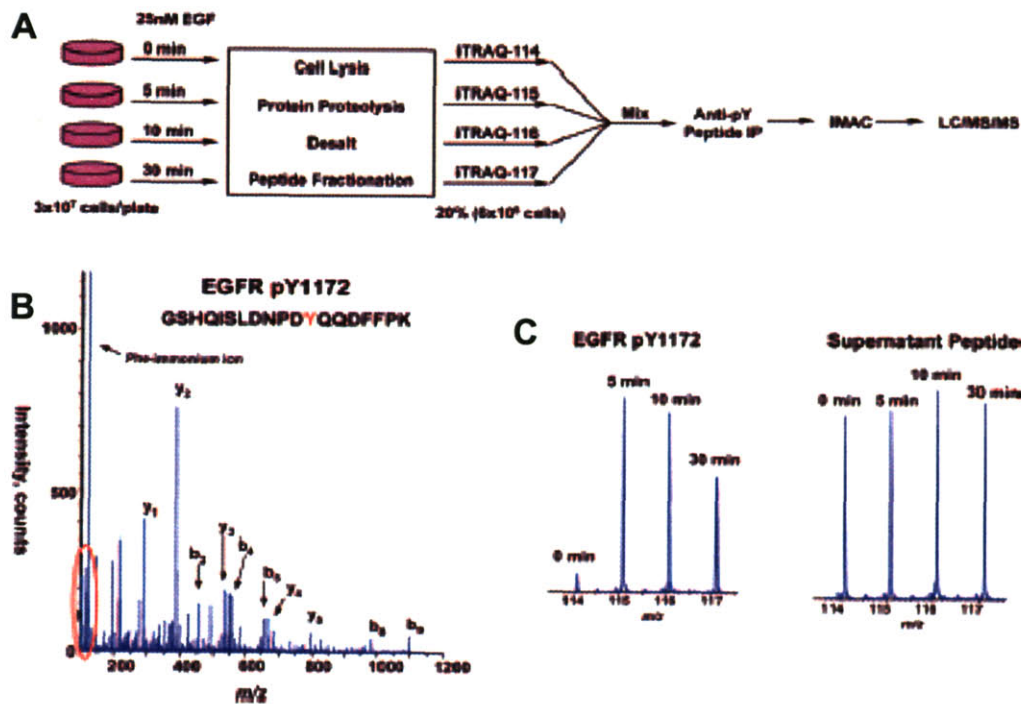 A
25nM EGF
0 min
5 min
10 min
30 min
3x10⁷ cells/plate
Cell Lysis
Protein Proteolysis
Desalt
Peptide Fractionation
iTRAQ-114
iTRAQ-115
iTRAQ-116
iTRAQ-117
20% (6x10⁶ cells)
Mix
Anti-pY
Peptide IP
IMAC
LC/MS/MS
B
EGFR pY1172
GSHQISLDNPDYQQDFFPK
Phe-immonium ion
Intensity, counts
1000
500
0
y₂
y₁
b₃
y₃
b₄
b₅
y₄
y₅
b₈
b₉
200
400
600
800
1000
1200
m/z
C
EGFR pY1172
0 min
5 min
10 min
30 min
114
115
116
117
m/z
Supernatant Peptide
0 min
5 min
10 min
30 min
114
115
116
117
m/z